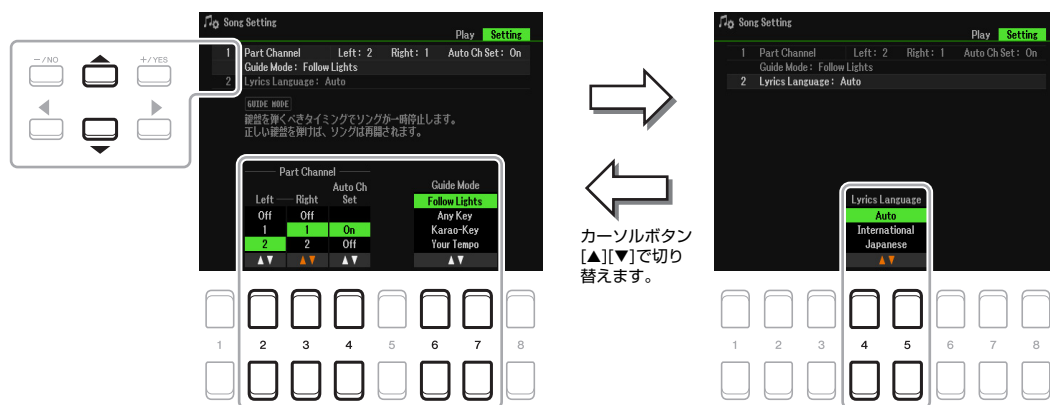 Song Setting
Play Setting
1 Part Channel Left: 2 Right: 1 Auto Ch Set: On
Guide Mode: Follow Lights
2 Lyrics Language: Auto
GUIDE MODE
鍵盤を弾くべきタイミングでソングが一時停止します。
正しい鍵盤を弾けば、ソングは再開されます。
-/NO
+/YES
Part Channel
Left Right Auto Ch Set
Off Off
1 1 On
2 2 Off
▲▼ ▲▼ ▲▼
Guide Mode
Follow Lights
Any Key
Karao-Key
Your Tempo
▲▼
1 2 3 4 5 6 7 8
カーソルボタン
[▲][▼]で切り
替えます。
Song Setting
Play Setting
1 Part Channel Left: 2 Right: 1 Auto Ch Set: On
Guide Mode: Follow Lights
2 Lyrics Language: Auto
Lyrics Language
Auto
International
Japanese
▲▼
1 2 3 4 5 6 7 8